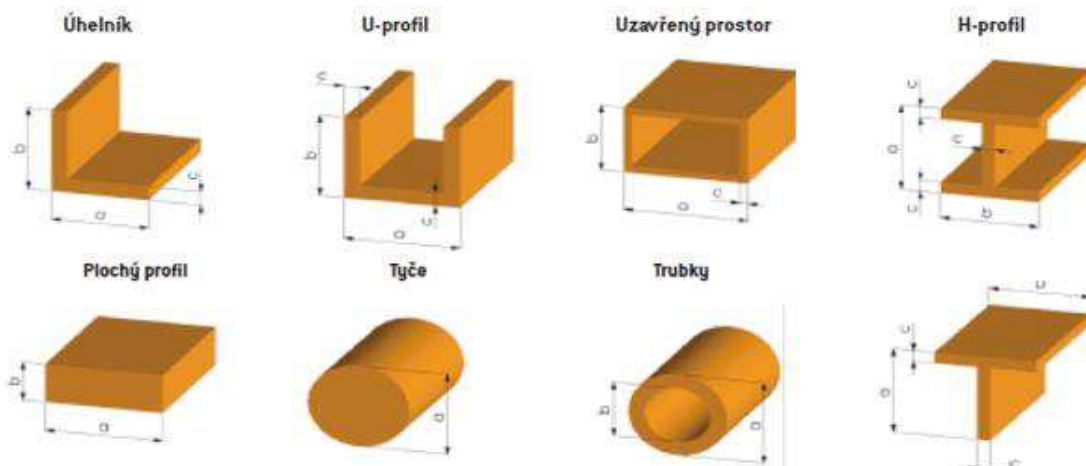 Úhelník
U-profil
Uzavřený prostor
H-profil
c
b
c
a
b
c
a
b
c
a
c
c
a
c
b
Plochý profil
Tyče
Trubky
b
a
a
b
a
c